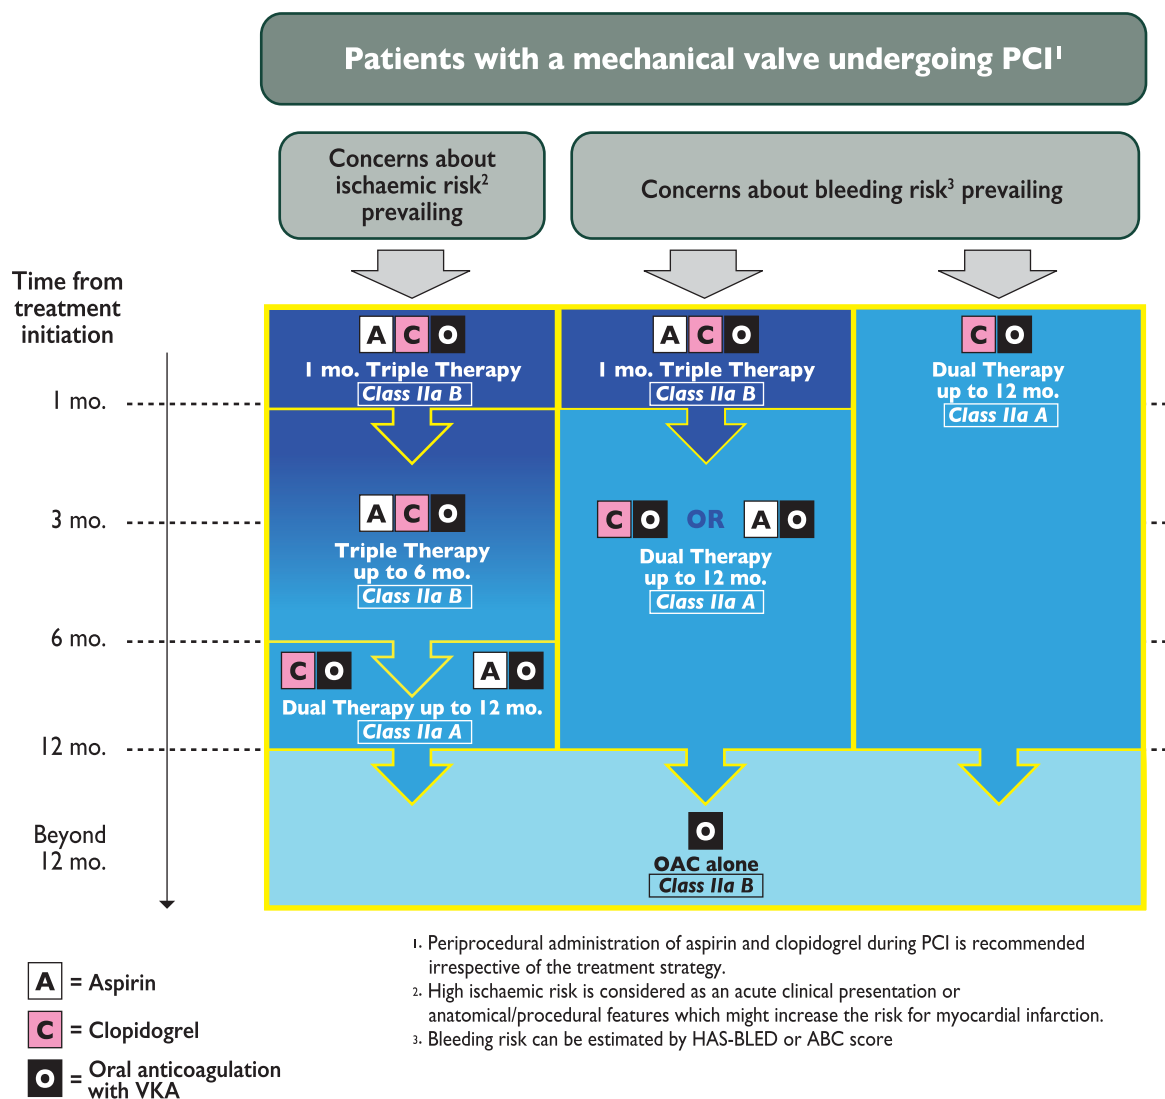 Patients with a mechanical valve undergoing PCI¹
Concerns about
ischaemic risk²
prevailing
Concerns about bleeding risk³ prevailing
Time from
treatment
initiation
1 mo.
3 mo.
6 mo.
12 mo.
Beyond
12 mo.
A C O
1 mo. Triple Therapy
Class IIa B
A C O
Triple Therapy
up to 6 mo.
Class IIa B
C O
A O
Dual Therapy up to 12 mo.
Class IIa A
A C O
1 mo. Triple Therapy
Class IIa B
C O OR A O
Dual Therapy
up to 12 mo.
Class IIa A
C O
Dual Therapy
up to 12 mo.
Class IIa A
O
OAC alone
Class IIa B
A = Aspirin
C = Clopidogrel
O = Oral anticoagulation
with VKA
1. Periprocedural administration of aspirin and clopidogrel during PCI is recommended
irrespective of the treatment strategy.
2. High ischaemic risk is considered as an acute clinical presentation or
anatomical/procedural features which might increase the risk for myocardial infarction.
3. Bleeding risk can be estimated by HAS-BLED or ABC score